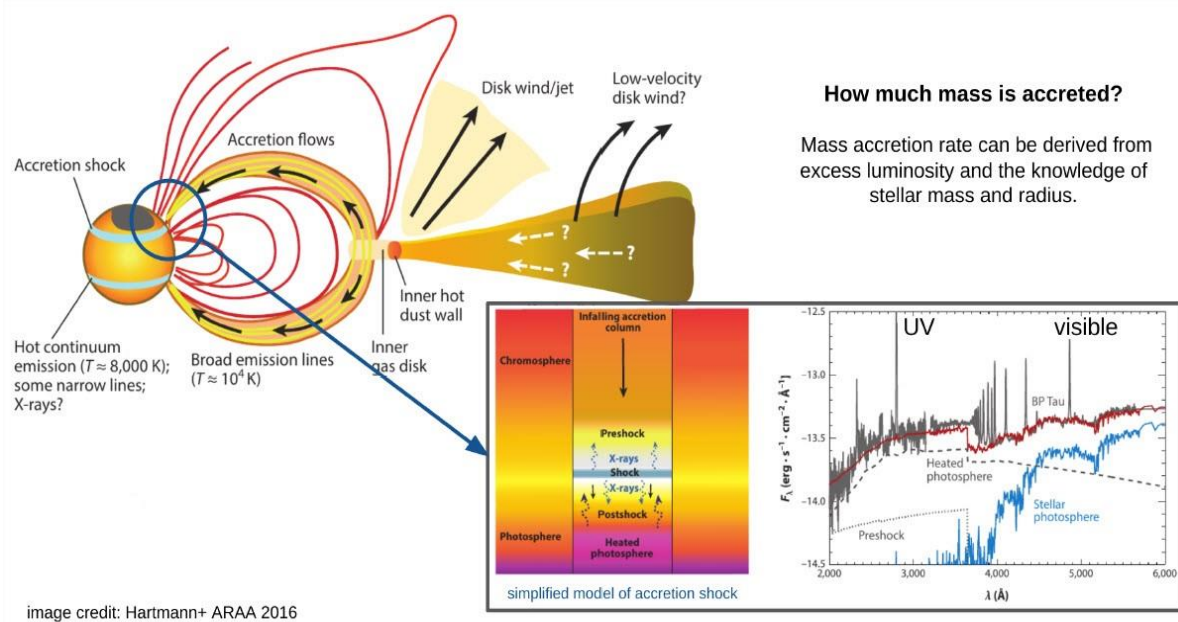 How much mass is accreted?
Mass accretion rate can be derived from
excess luminosity and the knowledge of
stellar mass and radius.
Disk wind/jet
Low-velocity
disk wind?
Accretion flows
Accretion shock
?
?
?
Inner hot
dust wall
Inner
gas disk
Hot continuum
emission (T ≈ 8,000 K);
some narrow lines;
X-rays?
Broad emission lines
(T ≈ 10⁴ K)
Infalling accretion
column
Chromosphere
Preshock
X-rays
Shock
X-rays
Postshock
Photosphere
Heated
photosphere
simplified model of accretion shock
UV
visible
BP Tau
Heated
photosphere
Stellar
photosphere
Preshock
Fλ (erg · s⁻¹ · cm⁻² · Å⁻¹)
-12.5
-13.0
-13.5
-14.0
-14.5
2,000
3,000
4,000
5,000
6,000
λ (Å)
image credit: Hartmann+ ARAA 2016